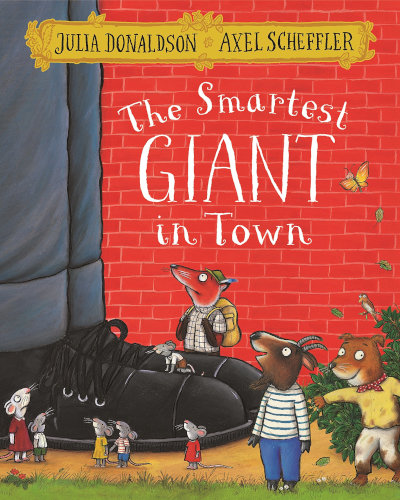 JULIA DONALDSON AXEL SCHEFFLER
The Smartest
GIANT
in Town